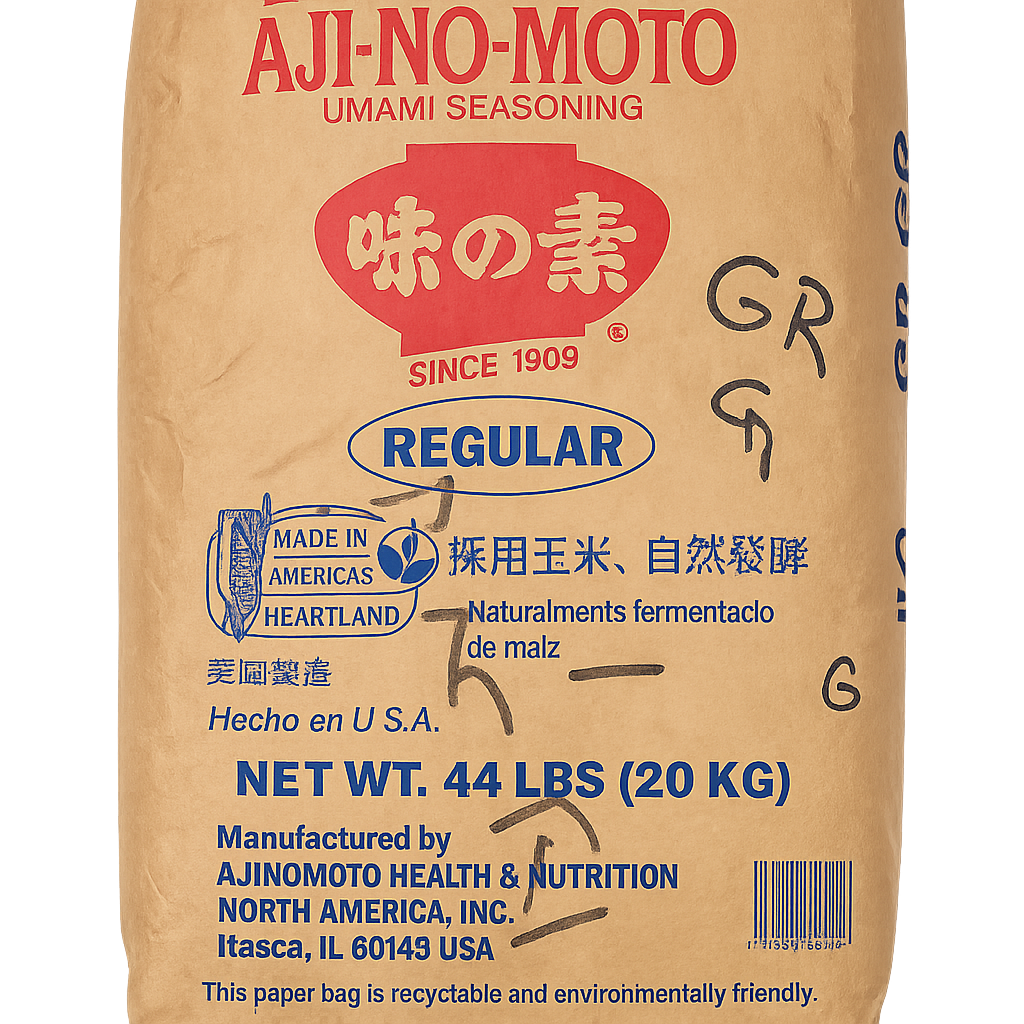 AJI-NO-MOTO
UMAMI SEASONING
味の素
SINCE 1909
GR
G
REGULAR
MADE IN
AMERICAS
HEARTLAND
採用玉米、自然發酵
Naturalments fermentaclo
de malz
Hecho en U S.A.
G
NET WT. 44 LBS (20 KG)
Manufactured by
AJINOMOTO HEALTH & NUTRITION
NORTH AMERICA, INC.
Itasca, IL 60143 USA
This paper bag is recyctable and environmentally friendly.